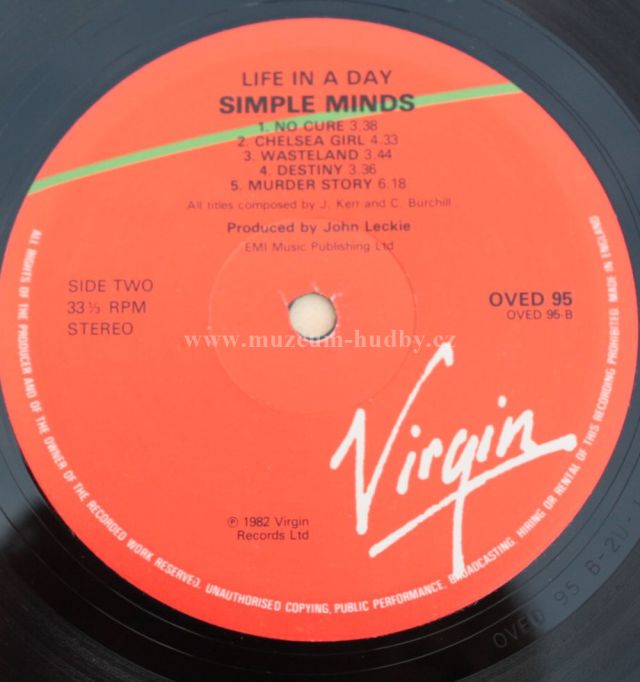 LIFE IN A DAY
SIMPLE MINDS
1. NO CURE 3.38
2. CHELSEA GIRL 4.33
3. WASTELAND 3.44
4. DESTINY 3.36
5. MURDER STORY 6.18
All titles composed by J. Kerr and C. Burchill
Produced by John Leckie
EMI Music Publishing Ltd
SIDE TWO
33⅓ RPM
STEREO
OVED 95
OVED 95-B
www.muzeum-hudby.cz
Virgin
℗ 1982 Virgin
Records Ltd
ALL RIGHTS OF THE PRODUCER AND OF THE OWNER OF THE RECORDED WORK RESERVED. UNAUTHORISED COPYING, PUBLIC PERFORMANCE, BROADCASTING, HIRING OR RENTAL OF THIS RECORDING PROHIBITED. MADE IN ENGLAND
OVED 95 B-2U